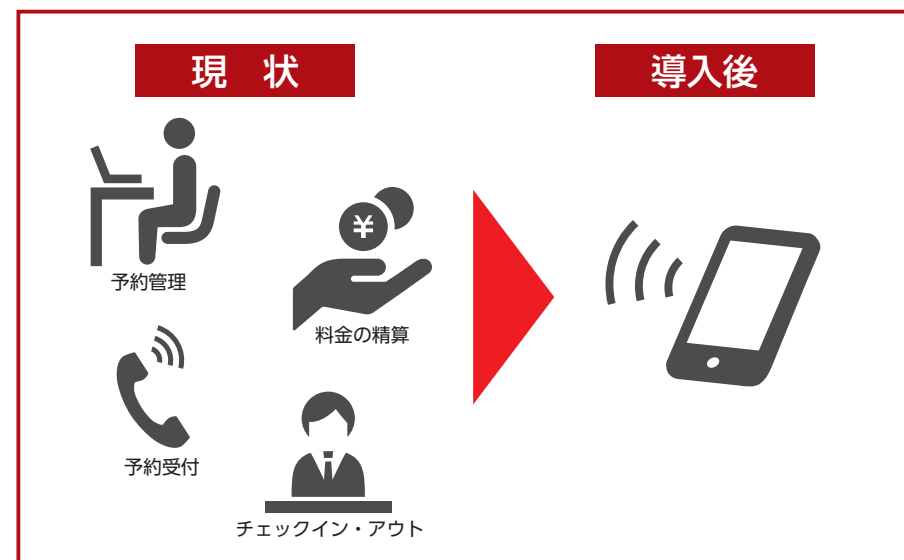 現　状
導入後
予約管理
¥
料金の精算
予約受付
チェックイン・アウト